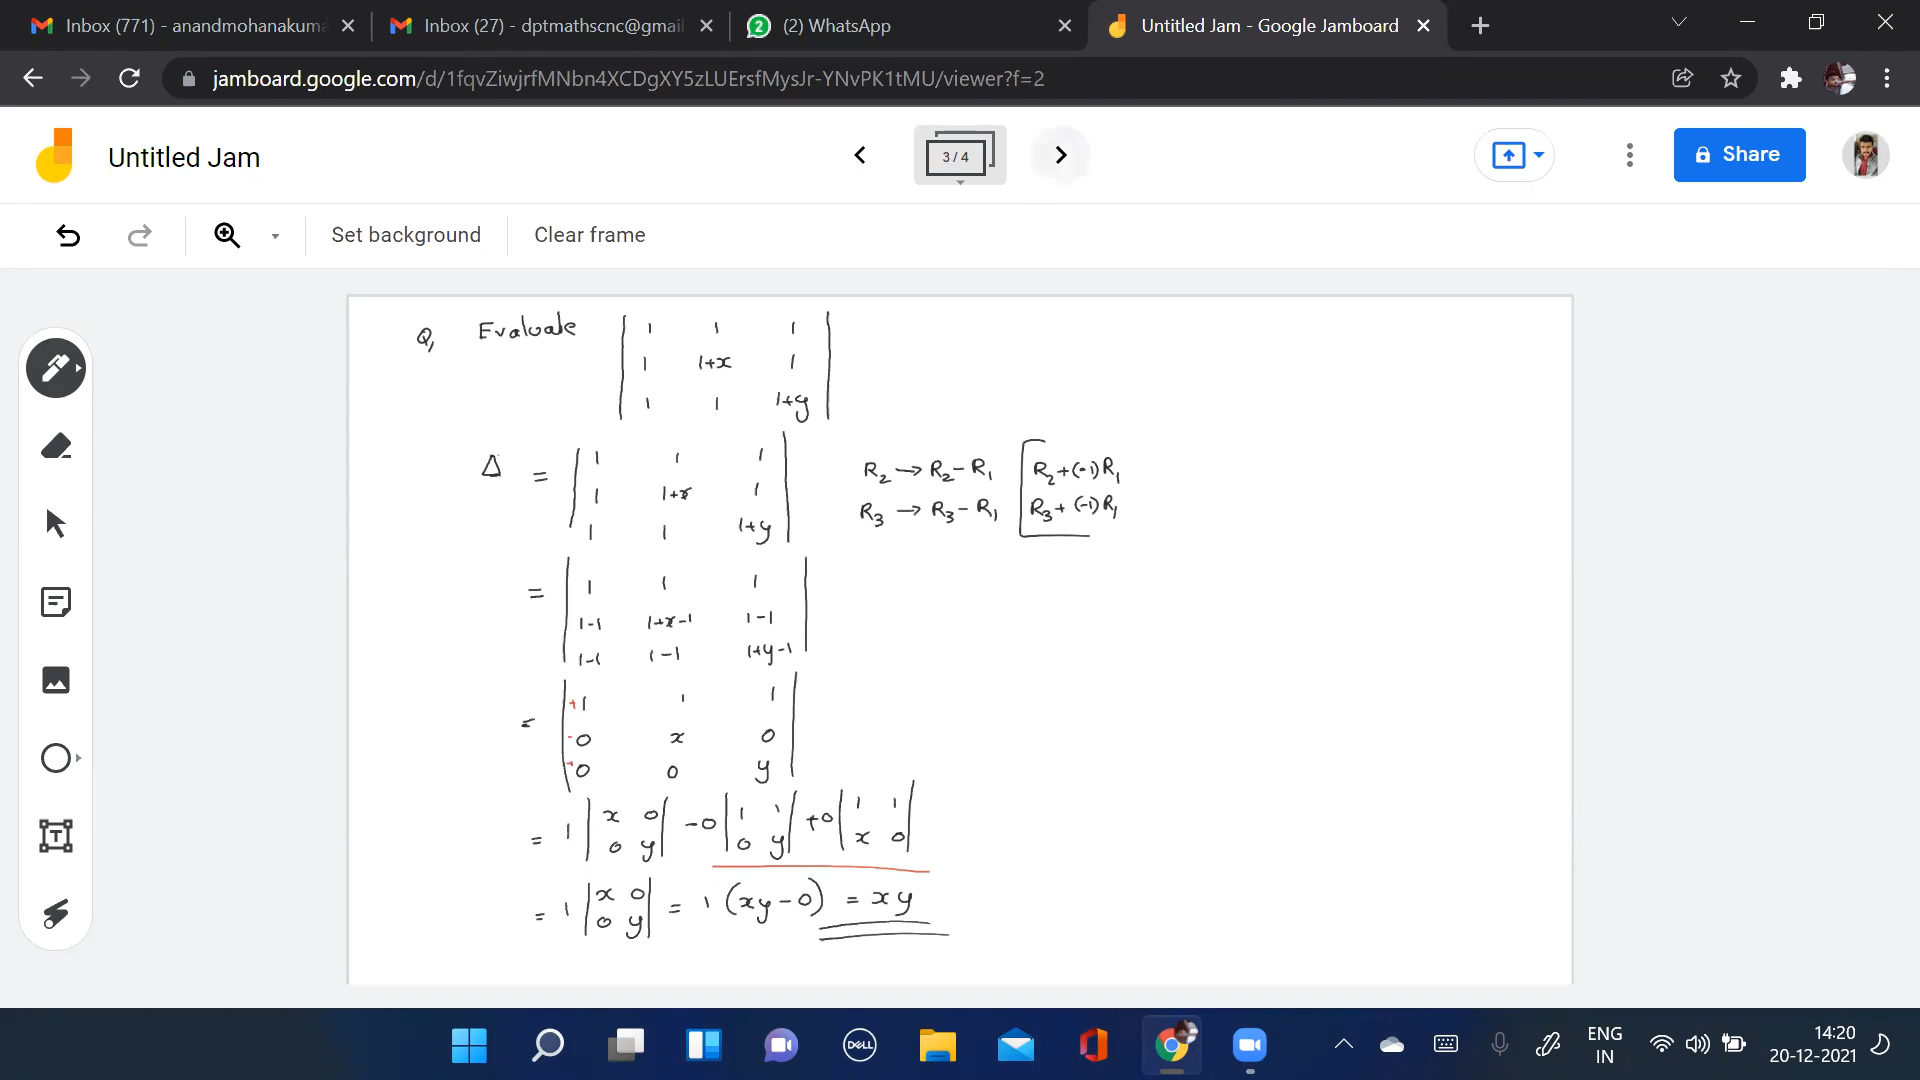 Inbox (771) - anandmohanakuma
Inbox (27) - dptmathscnc@gmail
2 (2) WhatsApp
Untitled Jam - Google Jamboard
jamboard.google.com/d/1fqvZiwjrfMNbn4XCDgXY5zLUErsfMysJr-YNvPK1tMU/viewer?f=2
Untitled Jam
3 / 4
Share
Set background
Clear frame
Q, Evaluate | 1 1 1 |
| 1 1+x 1 |
| 1 1 1+y |
Δ = | 1 1 1 |
| 1 1+x 1 | R₂ → R₂ - R₁ [ R₂ + (-1) R₁
| 1 1 1+y | R₃ → R₃ - R₁ [ R₃ + (-1) R₁
= | 1 1 1 |
| 1-1 1+x-1 1-1 |
| 1-1 1-1 1+y-1 |
= | +1 1 1 |
| -0 x 0 |
| +0 0 y |
= 1 | x 0 | - 0 | 1 1 | + 0 | 1 1 |
| 0 y | | 0 y | | x 0 |
= 1 | x 0 | = 1 (xy - 0) = xy
| 0 y |
T
DELL
ENG
IN
14:20
20-12-2021